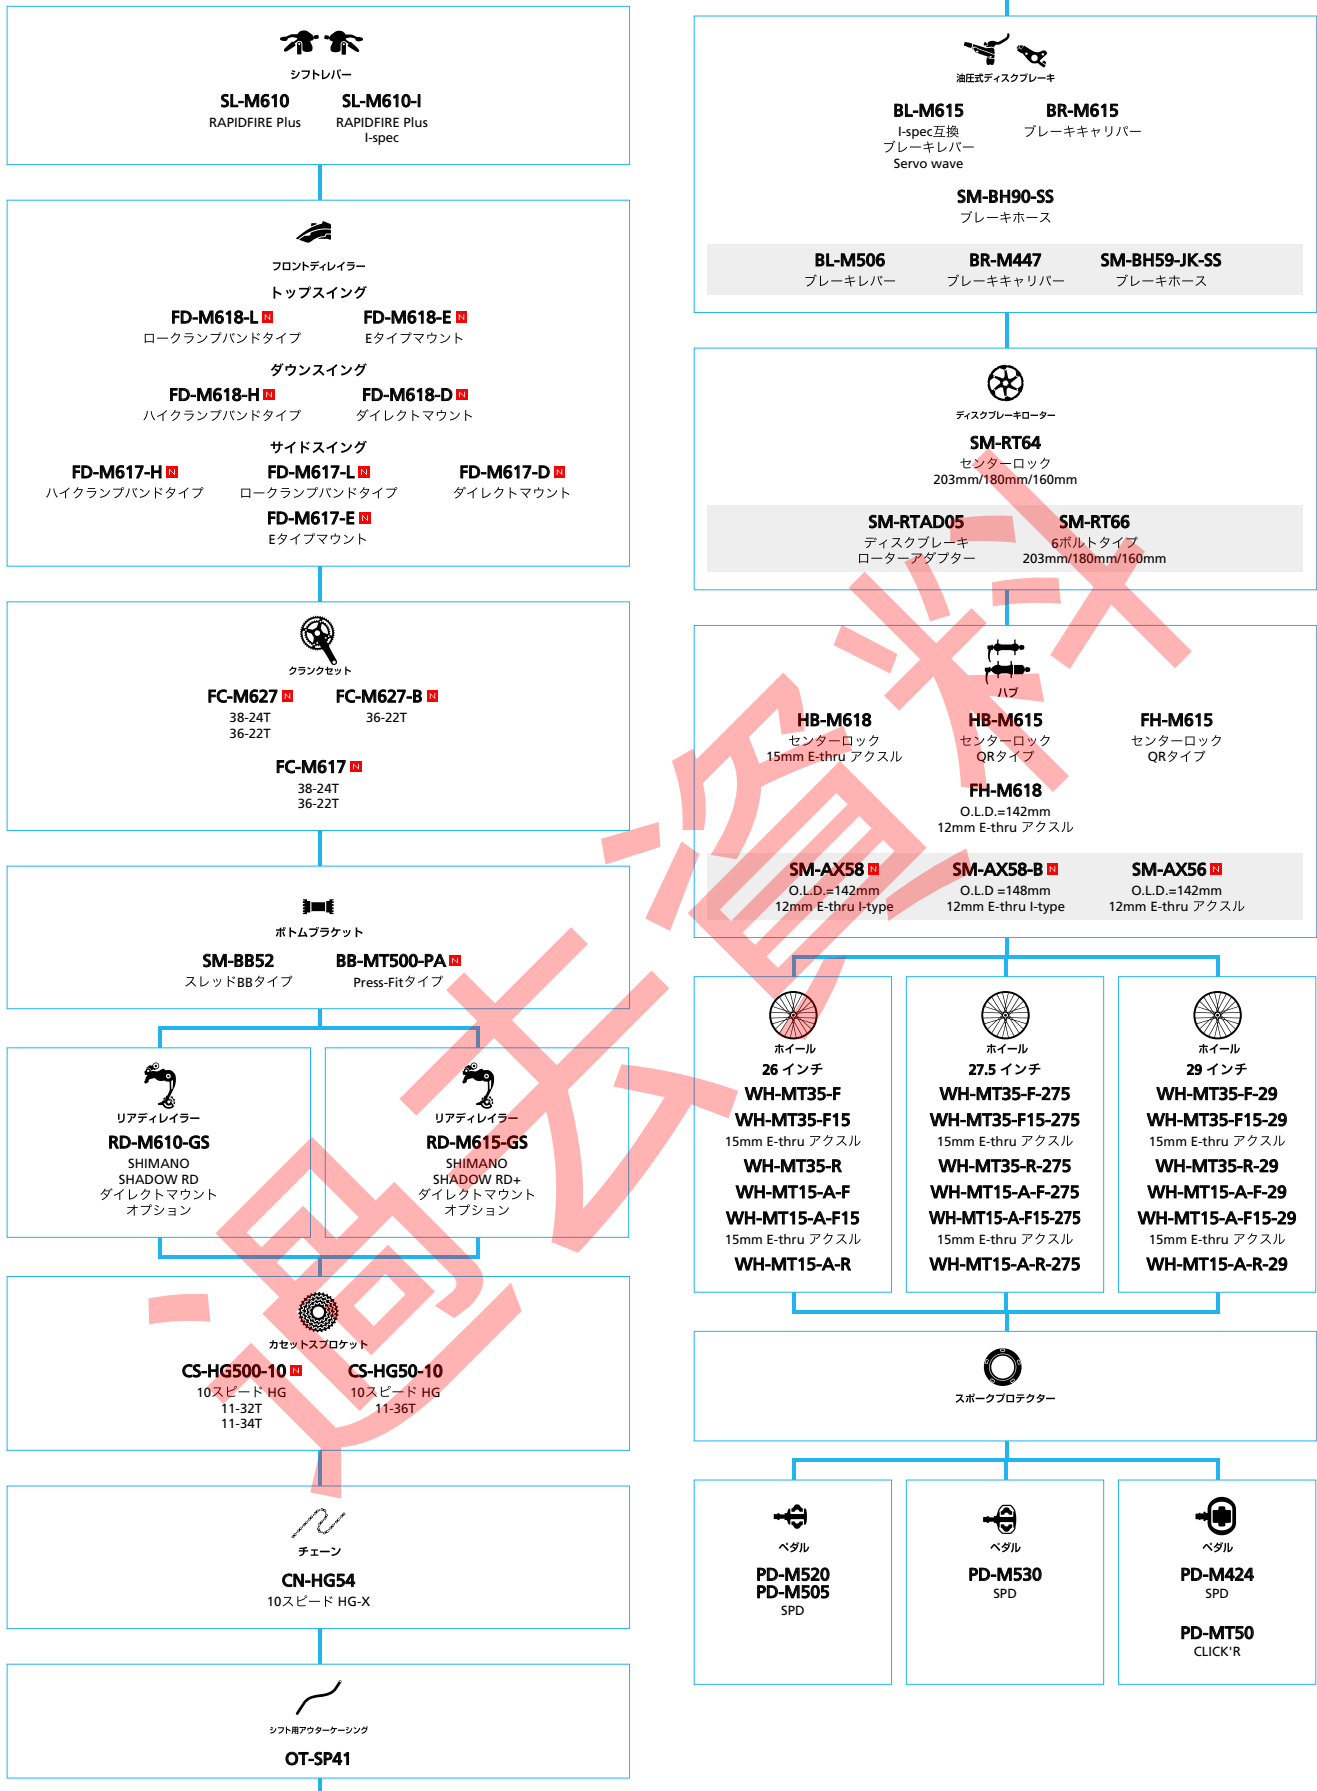 シフトレバー
SL-M610 SL-M610-I
RAPIDFIRE Plus RAPIDFIRE Plus
I-spec
フロントディレイラー
トップスイング
FD-M618-L N FD-M618-E N
ロークランプバンドタイプ Eタイプマウント
ダウンスイング
FD-M618-H N FD-M618-D N
ハイクランプバンドタイプ ダイレクトマウント
サイドスイング
FD-M617-H N FD-M617-L N FD-M617-D N
ハイクランプバンドタイプ ロークランプバンドタイプ ダイレクトマウント
FD-M617-E N
Eタイプマウント
クランクセット
FC-M627 N FC-M627-B N
38-24T 36-22T
36-22T
FC-M617 N
38-24T
36-22T
ボトムブラケット
SM-BB52 BB-MT500-PA N
スレッドBBタイプ Press-Fitタイプ
リアディレイラー リアディレイラー
RD-M610-GS RD-M615-GS
SHIMANO SHIMANO
SHADOW RD SHADOW RD+
ダイレクトマウント ダイレクトマウント
オプション オプション
カセットスプロケット
CS-HG500-10 N CS-HG50-10
10スピード HG 10スピード HG
11-32T 11-36T
11-34T
チェーン
CN-HG54
10スピード HG-X
シフト用アウターケーシング
OT-SP41
油圧式ディスクブレーキ
BL-M615 BR-M615
I-spec互換 ブレーキキャリパー
ブレーキレバー
Servo wave
SM-BH90-SS
ブレーキホース
BL-M506 BR-M447 SM-BH59-JK-SS
ブレーキレバー ブレーキキャリパー ブレーキホース
ディスクブレーキローター
SM-RT64
センターロック
203mm/180mm/160mm
SM-RTAD05 SM-RT66
ディスクブレーキ 6ボルトタイプ
ローターアダプター 203mm/180mm/160mm
ハブ
HB-M618 HB-M615 FH-M615
センターロック センターロック センターロック
15mm E-thru アクスル QRタイプ QRタイプ
FH-M618
O.L.D.=142mm
12mm E-thru アクスル
SM-AX58 N SM-AX58-B N SM-AX56 N
O.L.D.=142mm O.L.D =148mm O.L.D.=142mm
12mm E-thru I-type 12mm E-thru I-type 12mm E-thru アクスル
ホイール ホイール ホイール
26 インチ 27.5 インチ 29 インチ
WH-MT35-F WH-MT35-F-275 WH-MT35-F-29
WH-MT35-F15 WH-MT35-F15-275 WH-MT35-F15-29
15mm E-thru アクスル 15mm E-thru アクスル 15mm E-thru アクスル
WH-MT35-R WH-MT35-R-275 WH-MT35-R-29
WH-MT15-A-F WH-MT15-A-F-275 WH-MT15-A-F-29
WH-MT15-A-F15 WH-MT15-A-F15-275 WH-MT15-A-F15-29
15mm E-thru アクスル 15mm E-thru アクスル 15mm E-thru アクスル
WH-MT15-A-R WH-MT15-A-R-275 WH-MT15-A-R-29
スポークプロテクター
ペダル ペダル ペダル
PD-M520 PD-M530 PD-M424
PD-M505 SPD SPD
SPD
PD-MT50
CLICK'R
過去資料